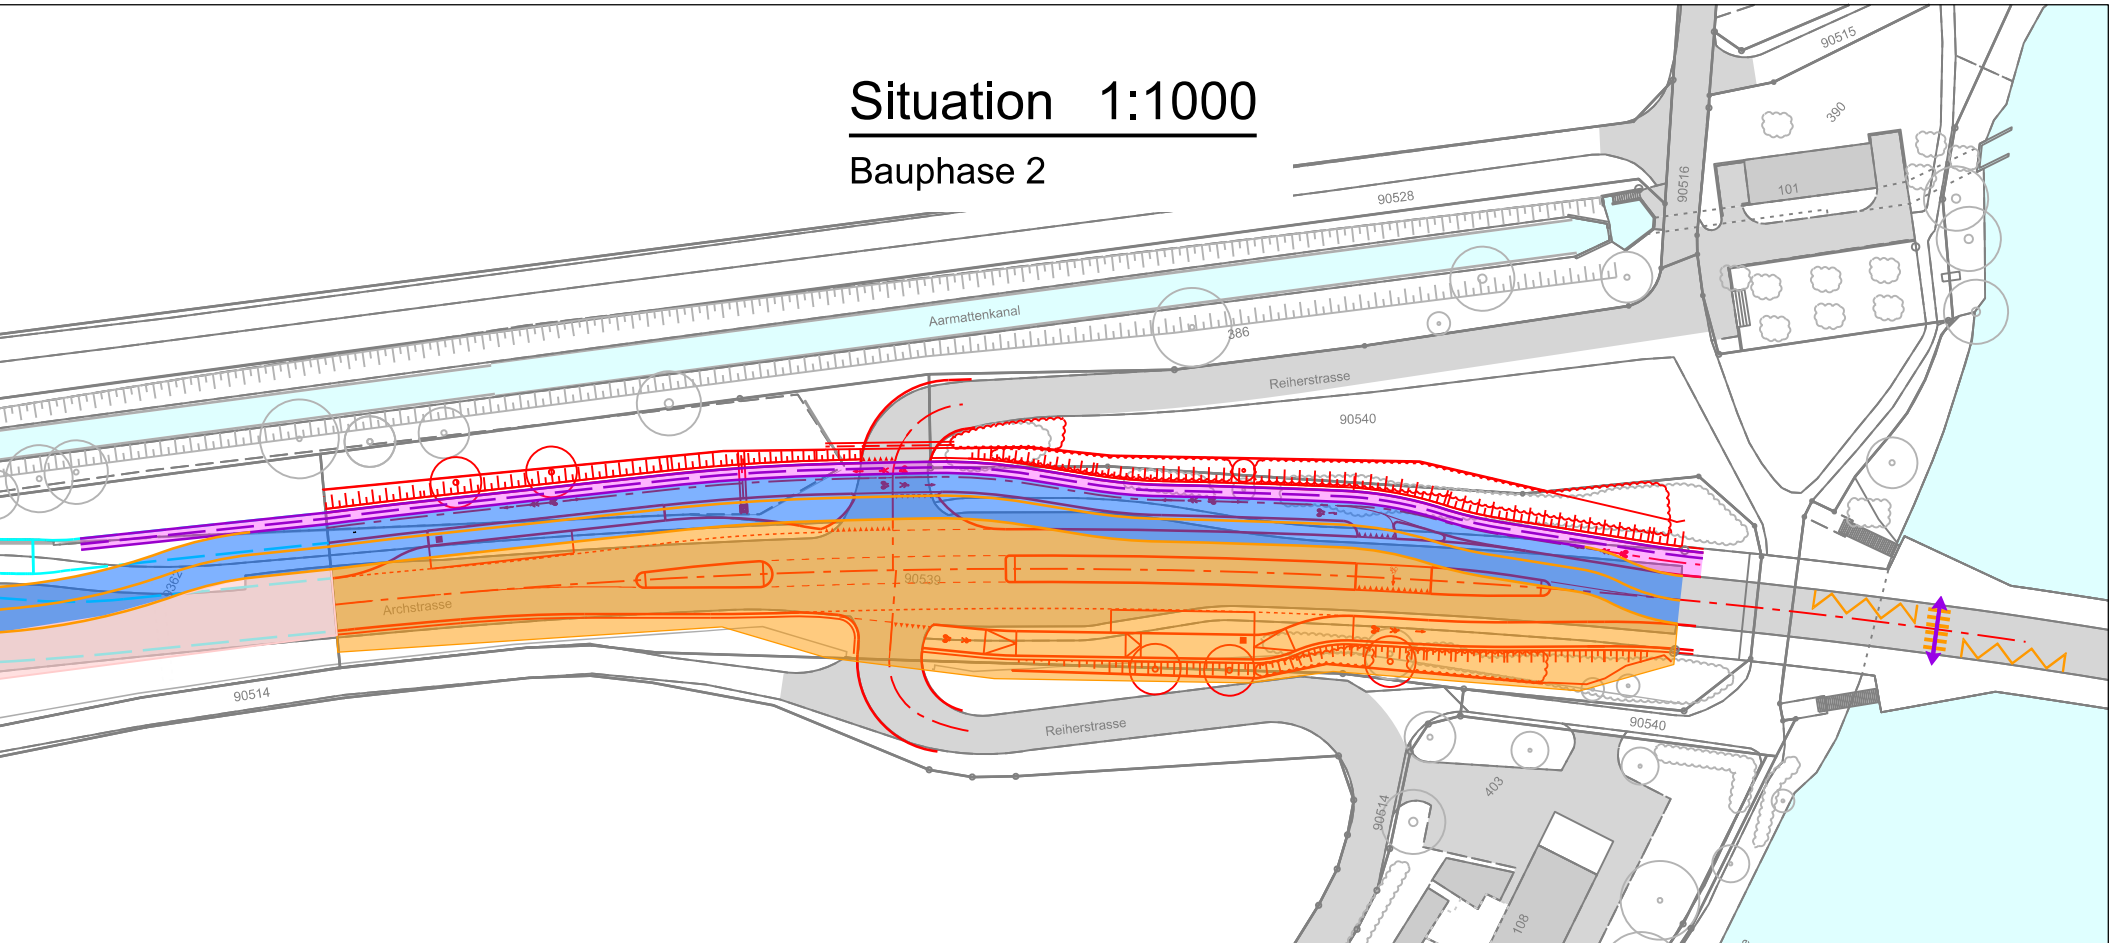 90515
Situation 1:1000
390
Bauphase 2
90516
101
90528
Aarmattenkanal
386
Reiherstrasse
90540
90539
Archstrasse
90514
Reiherstrasse
90540
403
90514
108